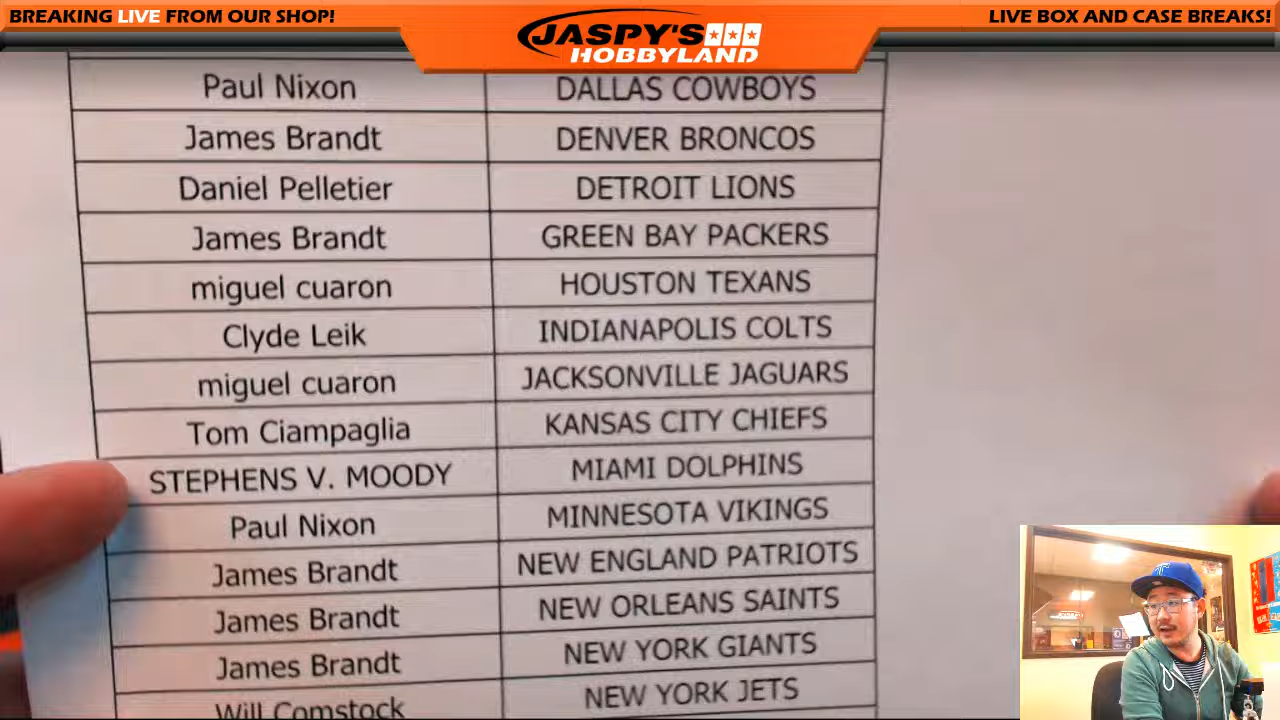 BREAKING LIVE FROM OUR SHOP!
JASPY'S
HOBBYLAND
LIVE BOX AND CASE BREAKS!
Paul Nixon DALLAS COWBOYS
James Brandt DENVER BRONCOS
Daniel Pelletier DETROIT LIONS
James Brandt GREEN BAY PACKERS
miguel cuaron HOUSTON TEXANS
Clyde Leik INDIANAPOLIS COLTS
miguel cuaron JACKSONVILLE JAGUARS
Tom Ciampaglia KANSAS CITY CHIEFS
STEPHENS V. MOODY MIAMI DOLPHINS
Paul Nixon MINNESOTA VIKINGS
James Brandt NEW ENGLAND PATRIOTS
James Brandt NEW ORLEANS SAINTS
James Brandt NEW YORK GIANTS
Will Comstock NEW YORK JETS